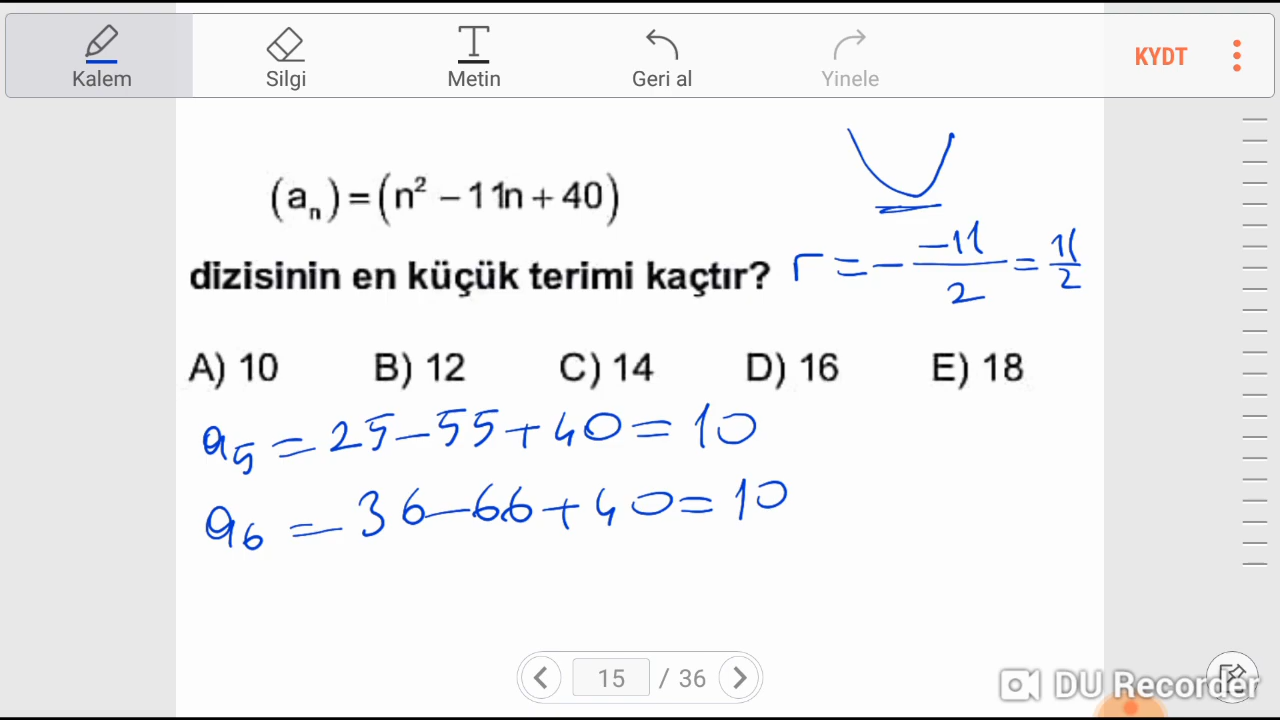 Kalem Silgi Metin Geri al Yinele KYDT
(aₙ) = (n² − 11n + 40)
dizisinin en küçük terimi kaçtır?
r = − −11/2 = 11/2
A) 10 B) 12 C) 14 D) 16 E) 18
a₅ = 25 − 55 + 40 = 10
a₆ = 36 − 66 + 40 = 10
15 / 36
DU Recorder